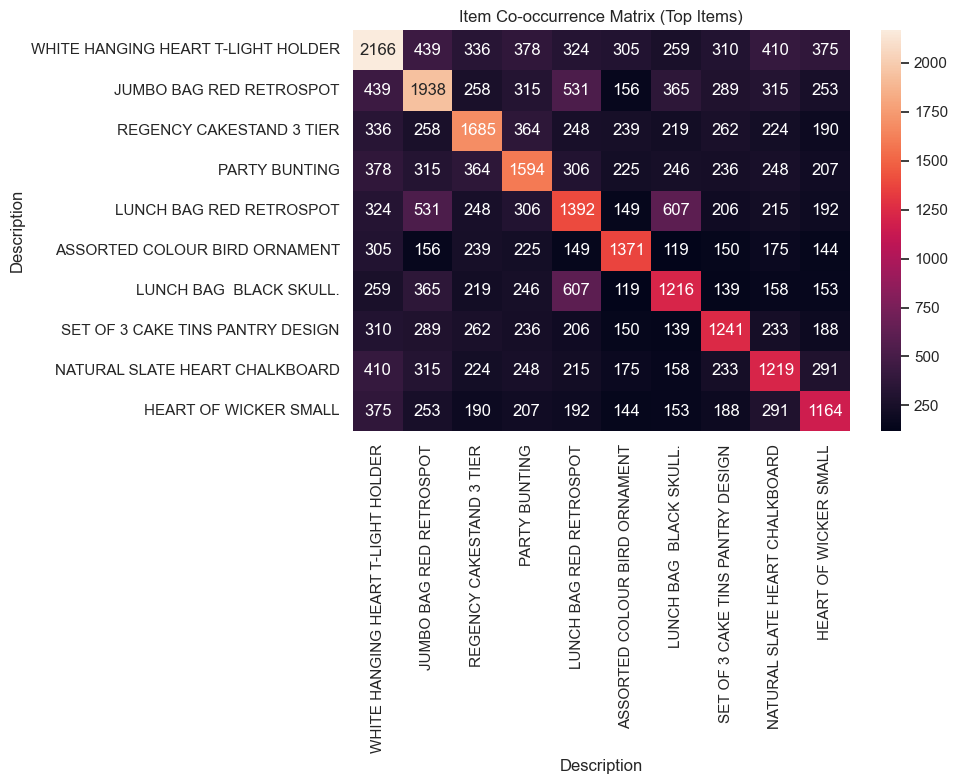 Item Co-occurrence Matrix (Top Items)
WHITE HANGING HEART T-LIGHT HOLDER 2166 439 336 378 324 305 259 310 410 375
JUMBO BAG RED RETROSPOT 439 1938 258 315 531 156 365 289 315 253
REGENCY CAKESTAND 3 TIER 336 258 1685 364 248 239 219 262 224 190
PARTY BUNTING 378 315 364 1594 306 225 246 236 248 207
LUNCH BAG RED RETROSPOT 324 531 248 306 1392 149 607 206 215 192
ASSORTED COLOUR BIRD ORNAMENT 305 156 239 225 149 1371 119 150 175 144
LUNCH BAG  BLACK SKULL. 259 365 219 246 607 119 1216 139 158 153
SET OF 3 CAKE TINS PANTRY DESIGN 310 289 262 236 206 150 139 1241 233 188
NATURAL SLATE HEART CHALKBOARD 410 315 224 248 215 175 158 233 1219 291
HEART OF WICKER SMALL 375 253 190 207 192 144 153 188 291 1164
Description
WHITE HANGING HEART T-LIGHT HOLDER
JUMBO BAG RED RETROSPOT
REGENCY CAKESTAND 3 TIER
PARTY BUNTING
LUNCH BAG RED RETROSPOT
ASSORTED COLOUR BIRD ORNAMENT
LUNCH BAG  BLACK SKULL.
SET OF 3 CAKE TINS PANTRY DESIGN
NATURAL SLATE HEART CHALKBOARD
HEART OF WICKER SMALL
Description
2000
1750
1500
1250
1000
750
500
250